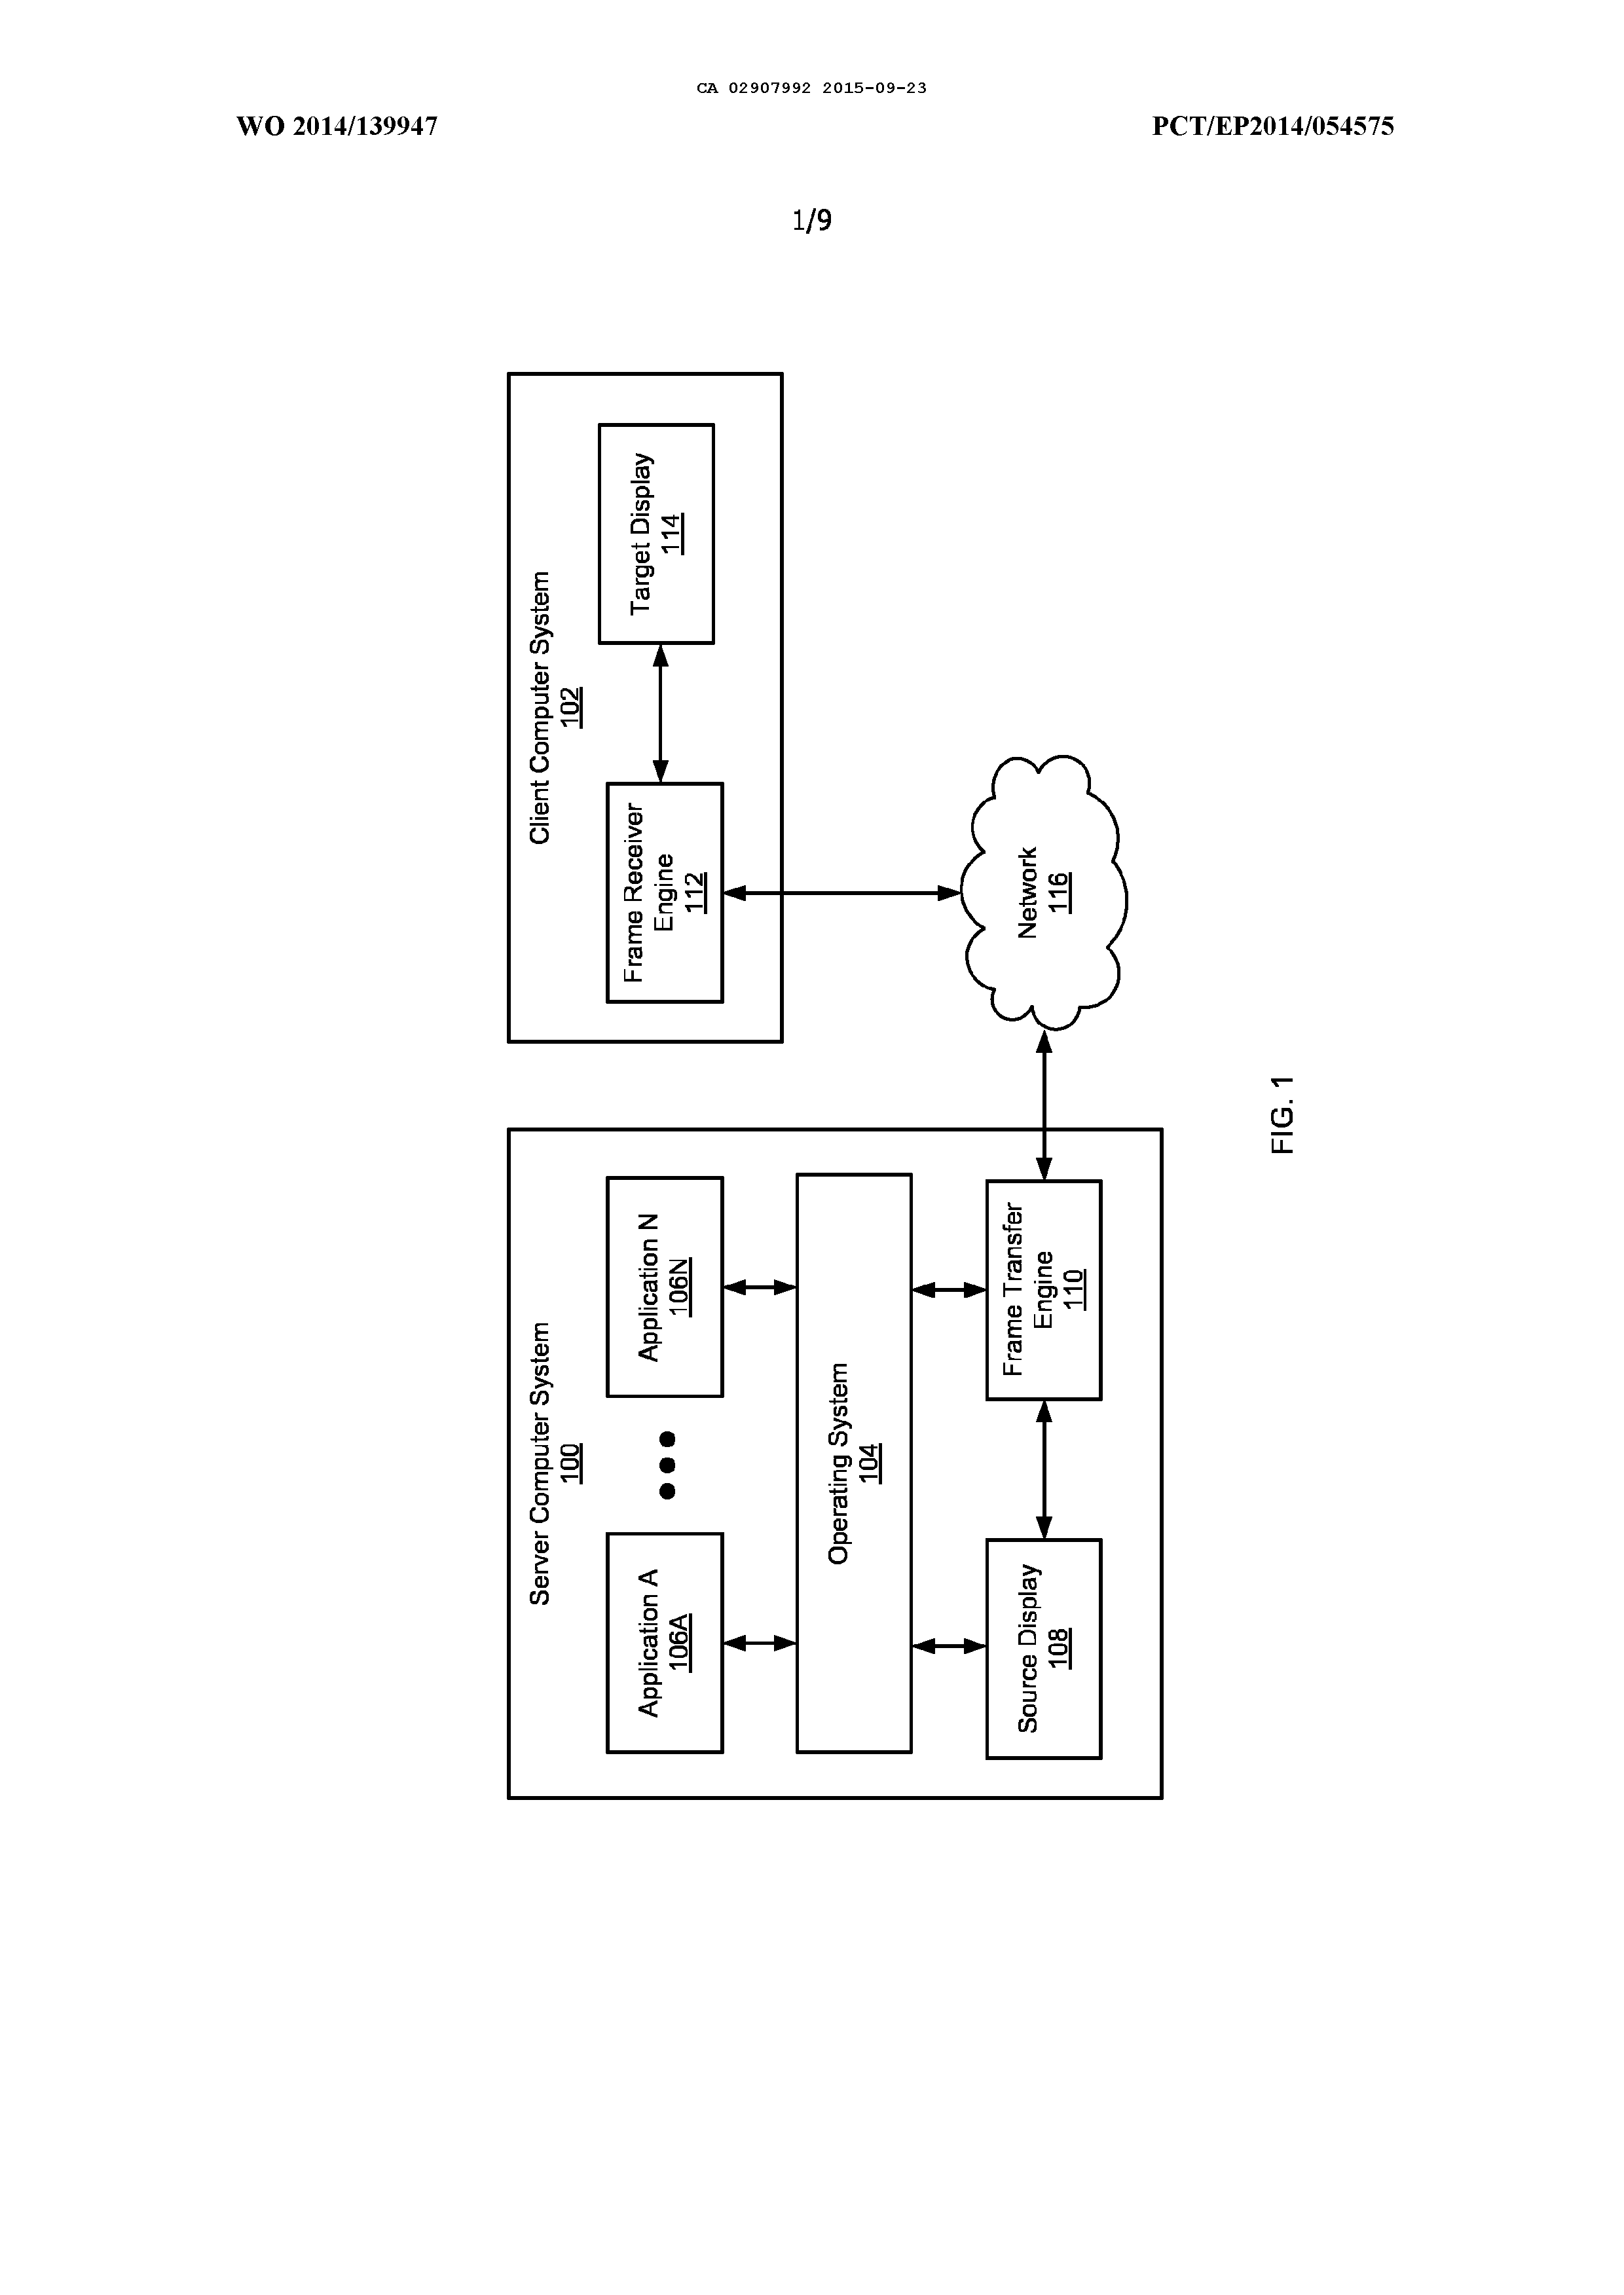 CA 02907992 2015-09-23
WO 2014/139947
PCT/EP2014/054575
1/9
Server Computer System
100
Application A
106A
Application N
106N
Operating System
104
Source Display
108
Frame Transfer
Engine
110
Client Computer System
102
Frame Receiver
Engine
112
Target Display
114
Network
116
FIG. 1